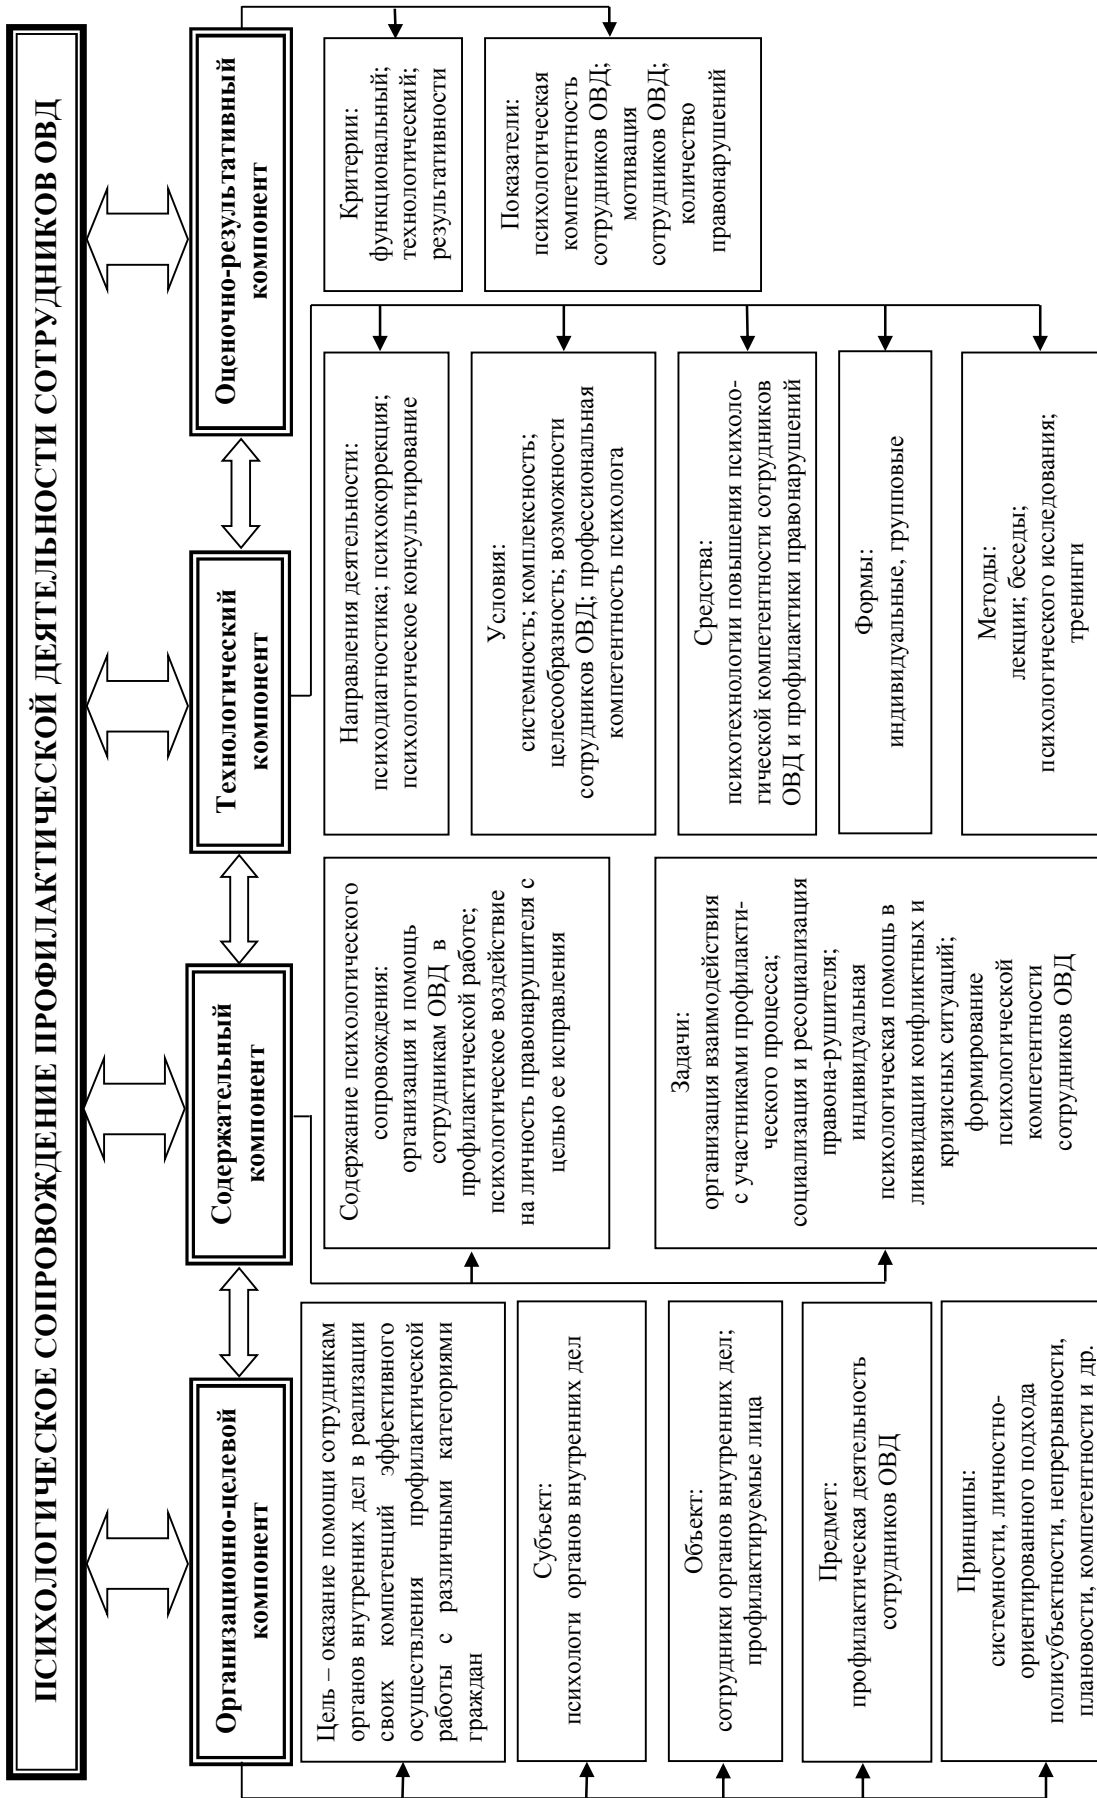 ПСИХОЛОГИЧЕСКОЕ СОПРОВОЖДЕНИЕ ПРОФИЛАКТИЧЕСКОЙ ДЕЯТЕЛЬНОСТИ СОТРУДНИКОВ ОВД
Организационно-целевой
компонент
Цель – оказание помощи сотрудникам
органов внутренних дел в реализации
своих компетенций эффективного
осуществления профилактической
работы с различными категориями
граждан
Субъект:
психологи органов внутренних дел
Объект:
сотрудники органов внутренних дел;
профилактируемые лица
Предмет:
профилактическая деятельность
сотрудников ОВД
Принципы:
системности, личностно-
ориентированного подхода
полисубъектности, непрерывности,
плановости, компетентности и др.
Содержательный
компонент
Содержание психологического
сопровождения:
организация и помощь
сотрудникам ОВД в
профилактической работе;
психологическое воздействие
на личность правонарушителя с
целью ее исправления
Задачи:
организация взаимодействия
с участниками профилакти-
ческого процесса;
социализация и ресоциализация
правона-рушителя;
индивидуальная
психологическая помощь в
ликвидации конфликтных и
кризисных ситуаций;
формирование
психологической
компетентности
сотрудников ОВД
Технологический
компонент
Направления деятельности:
психодиагностика; психокоррекция;
психологическое консультирование
Условия:
системность; комплексность;
целесообразность; возможности
сотрудников ОВД; профессиональная
компетентность психолога
Средства:
психотехнологии повышения психоло-
гической компетентности сотрудников
ОВД и профилактики правонарушений
Формы:
индивидуальные, групповые
Методы:
лекции; беседы;
психологического исследования;
тренинги
Оценочно-результативный
компонент
Критерии:
функциональный;
технологический;
результативности
Показатели:
психологическая
компетентность
сотрудников ОВД;
мотивация
сотрудников ОВД;
количество
правонарушений